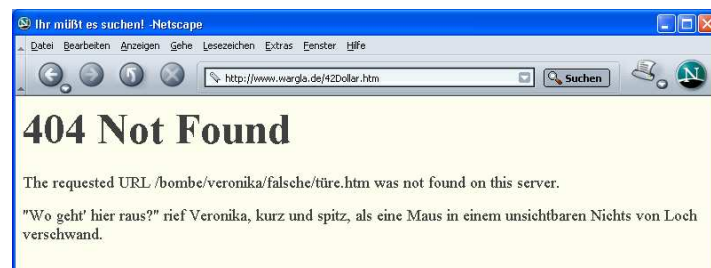 Ihr müßt es suchen! -Netscape
Datei Bearbeiten Anzeigen Gehe Lesezeichen Extras Fenster Hilfe
http://www.wargla.de/42Dollar.htm Suchen N
404 Not Found
The requested URL /bombe/veronika/falsche/türe.htm was not found on this server.
"Wo geht' hier raus?" rief Veronika, kurz und spitz, als eine Maus in einem unsichtbaren Nichts von Loch
verschwand.